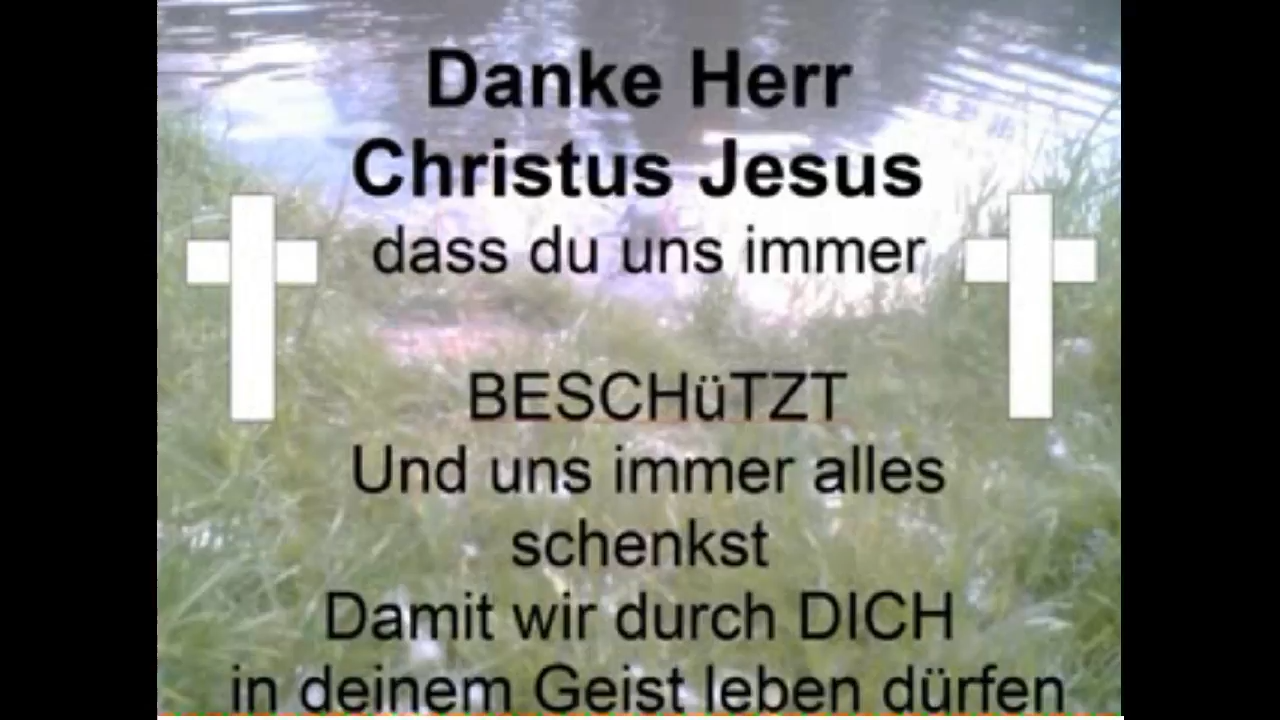 Danke Herr
Christus Jesus
dass du uns immer
BESCHüTZT
Und uns immer alles
schenkst
Damit wir durch DICH
in deinem Geist leben dürfen